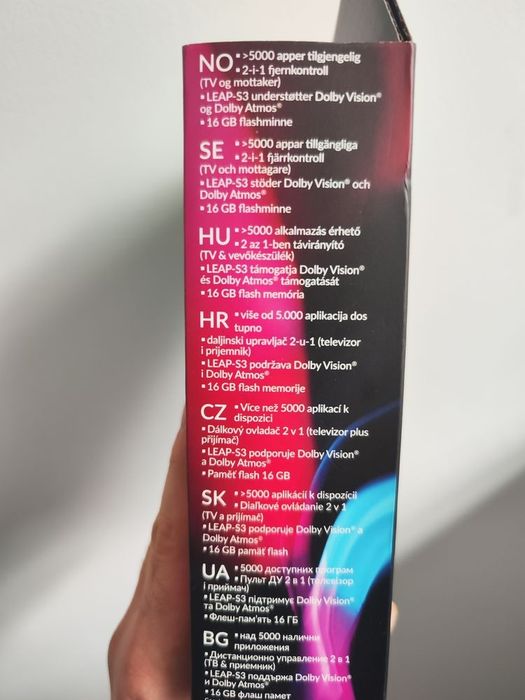 NO ▪ >5000 apper tilgjengelig
▪ 2-i-1 fjernkontroll
(TV og mottaker)
▪ LEAP-S3 understøtter Dolby Vision®
og Dolby Atmos®
▪ 16 GB flashminne
SE ▪ >5000 appar tillgängliga
▪ 2-i-1 fjärrkontroll
(TV och mottagare)
▪ LEAP-S3 stöder Dolby Vision® och
Dolby Atmos®
▪ 16 GB flashminne
HU ▪ >5000 alkalmazás érhető
▪ 2 az 1-ben távirányító
(TV & vevőkészülék)
▪ LEAP-S3 támogatja Dolby Vision®
és Dolby Atmos® támogatását
▪ 16 GB flash memória
HR ▪ više od 5.000 aplikacija dos
tupno
▪ daljinski upravljač 2-u-1 (televizor
i prijemnik)
▪ LEAP-S3 podržava Dolby Vision®
i Dolby Atmos®
▪ 16 GB flash memorije
CZ ▪ Více než 5000 aplikací k
dispozici
▪ Dálkový ovladač 2 v 1 (televizor plus
přijímač)
▪ LEAP-S3 podporuje Dolby Vision®
a Dolby Atmos®
▪ Paměť flash 16 GB
SK ▪ >5000 aplikácií k dispozícii
▪ Diaľkové ovládanie 2 v 1
(TV a prijímač)
▪ LEAP-S3 podporuje Dolby Vision® a
Dolby Atmos®
▪ 16 GB pamäť flash
UA ▪ 5000 доступних програм
▪ Пульт ДУ 2 в 1 (телевізор
і приймач)
▪ LEAP-S3 підтримує Dolby Vision®
та Dolby Atmos®
▪ Флеш-пам'ять 16 ГБ
BG ▪ над 5000 налични
приложения
▪ Дистанционно управление 2 в 1
(ТВ & приемник)
▪ LEAP-S3 поддържа Dolby Vision®
и Dolby Atmos®
▪ 16 GB флаш памет